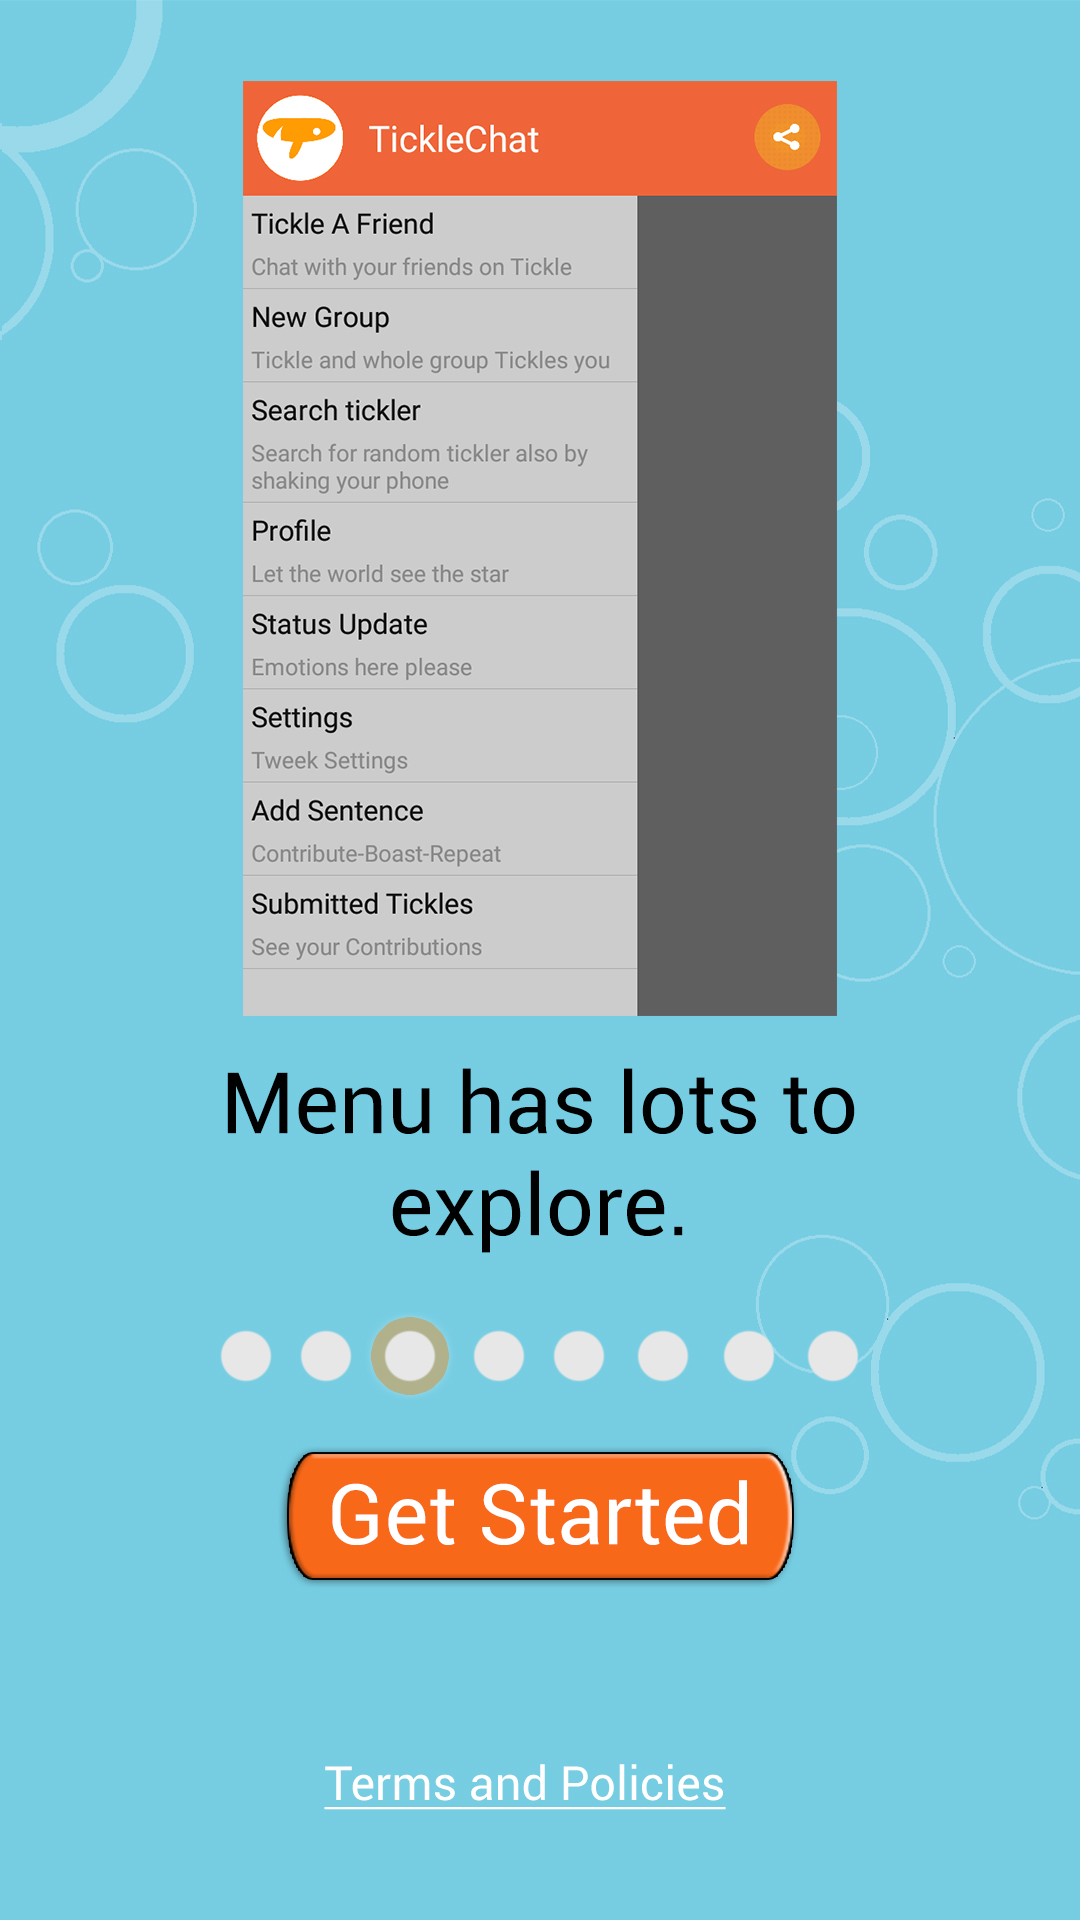 TickleChat
Tickle A Friend
Chat with your friends on Tickle
New Group
Tickle and whole group Tickles you
Search tickler
Search for random tickler also by
shaking your phone
Profile
Let the world see the star
Status Update
Emotions here please
Settings
Tweek Settings
Add Sentence
Contribute-Boast-Repeat
Submitted Tickles
See your Contributions
Menu has lots to
explore.
Get Started
Terms and Policies